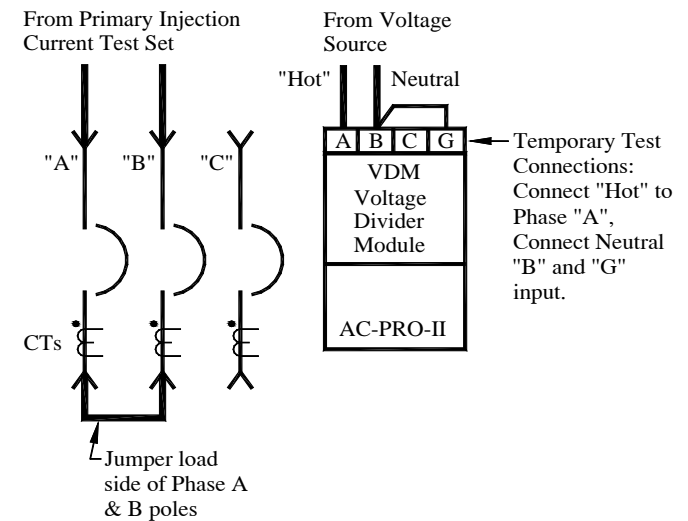 From Primary Injection
Current Test Set
From Voltage
Source
"Hot"
Neutral
A B C G
"A"
"B"
"C"
VDM
Voltage
Divider
Module
AC-PRO-II
Temporary Test
Connections:
Connect "Hot" to
Phase "A",
Connect Neutral
"B" and "G"
input.
CTs
Jumper load
side of Phase A
& B poles